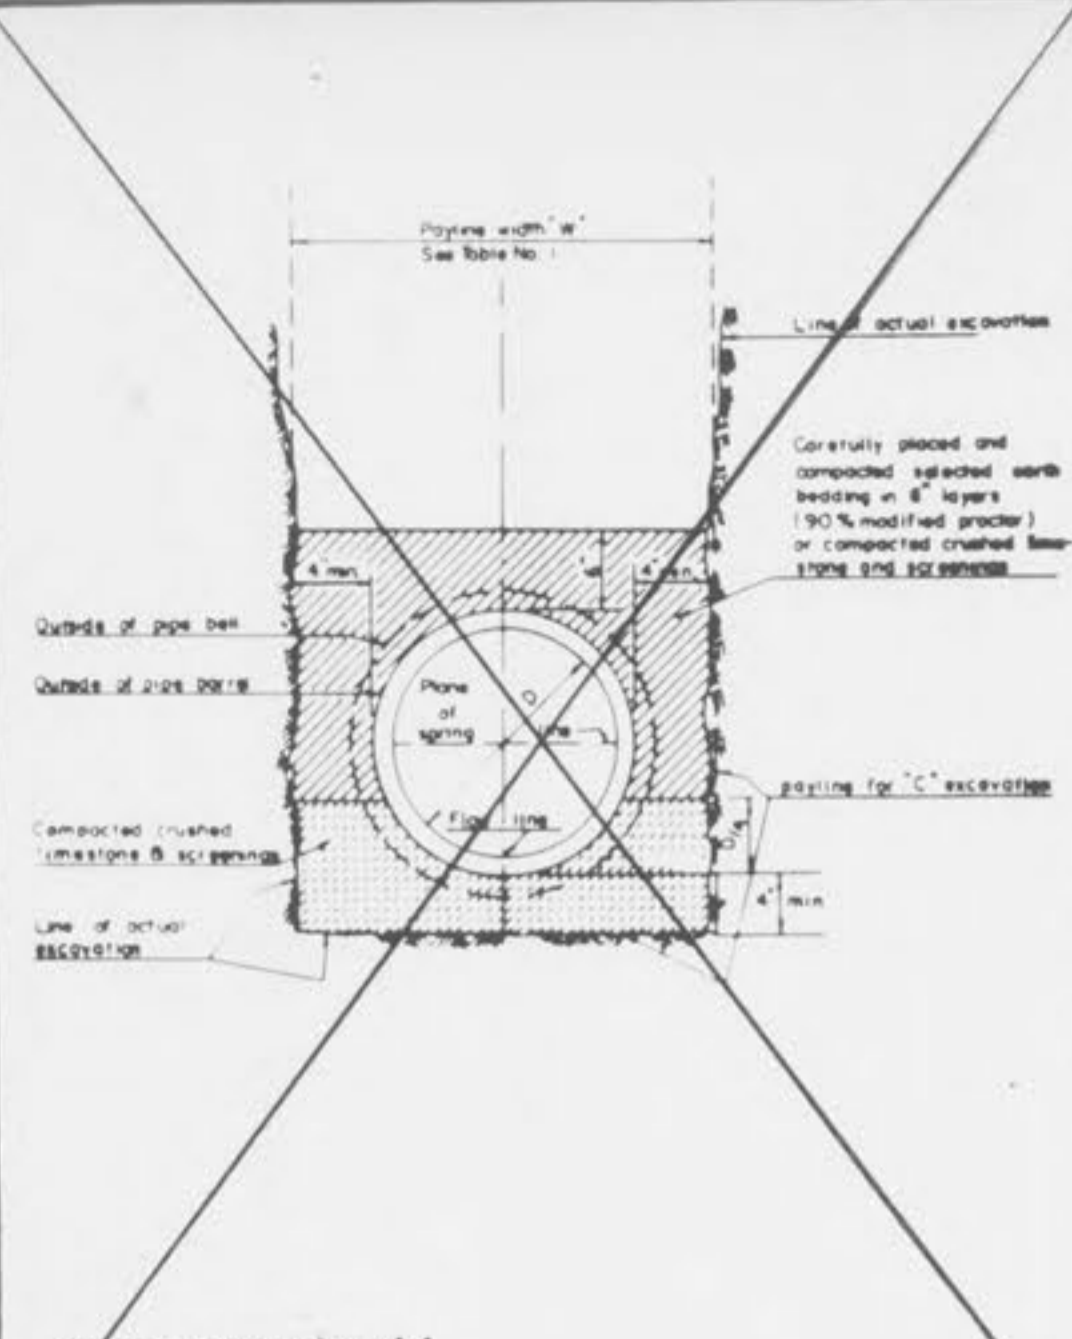 Payline width "W"
See Table No. 1
Line of actual excavation
Carefully placed and
compacted selected earth
bedding in 6" layers
(90% modified proctor)
or compacted crushed lime-
stone and screenings
4" min.
4" min.
Outside of pipe bell
Outside of pipe barrel
Plane
of
spring line
D
Flow line
payline for "C" excavation
Compacted crushed
limestone & screenings
D/4
4" min
Line of actual
excavation